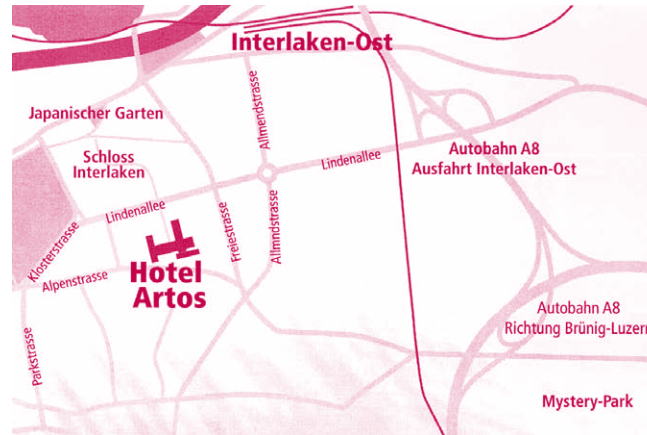 Interlaken-Ost
Japanischer Garten
Allmendstrasse
Schloss
Interlaken
Lindenallee
Autobahn A8
Ausfahrt Interlaken-Ost
Lindenallee
Klosterstrasse
Freiestrasse
Allmndstrasse
Hotel
Artos
Alpenstrasse
Parkstrasse
Autobahn A8
Richtung Brünig-Luzern
Mystery-Park